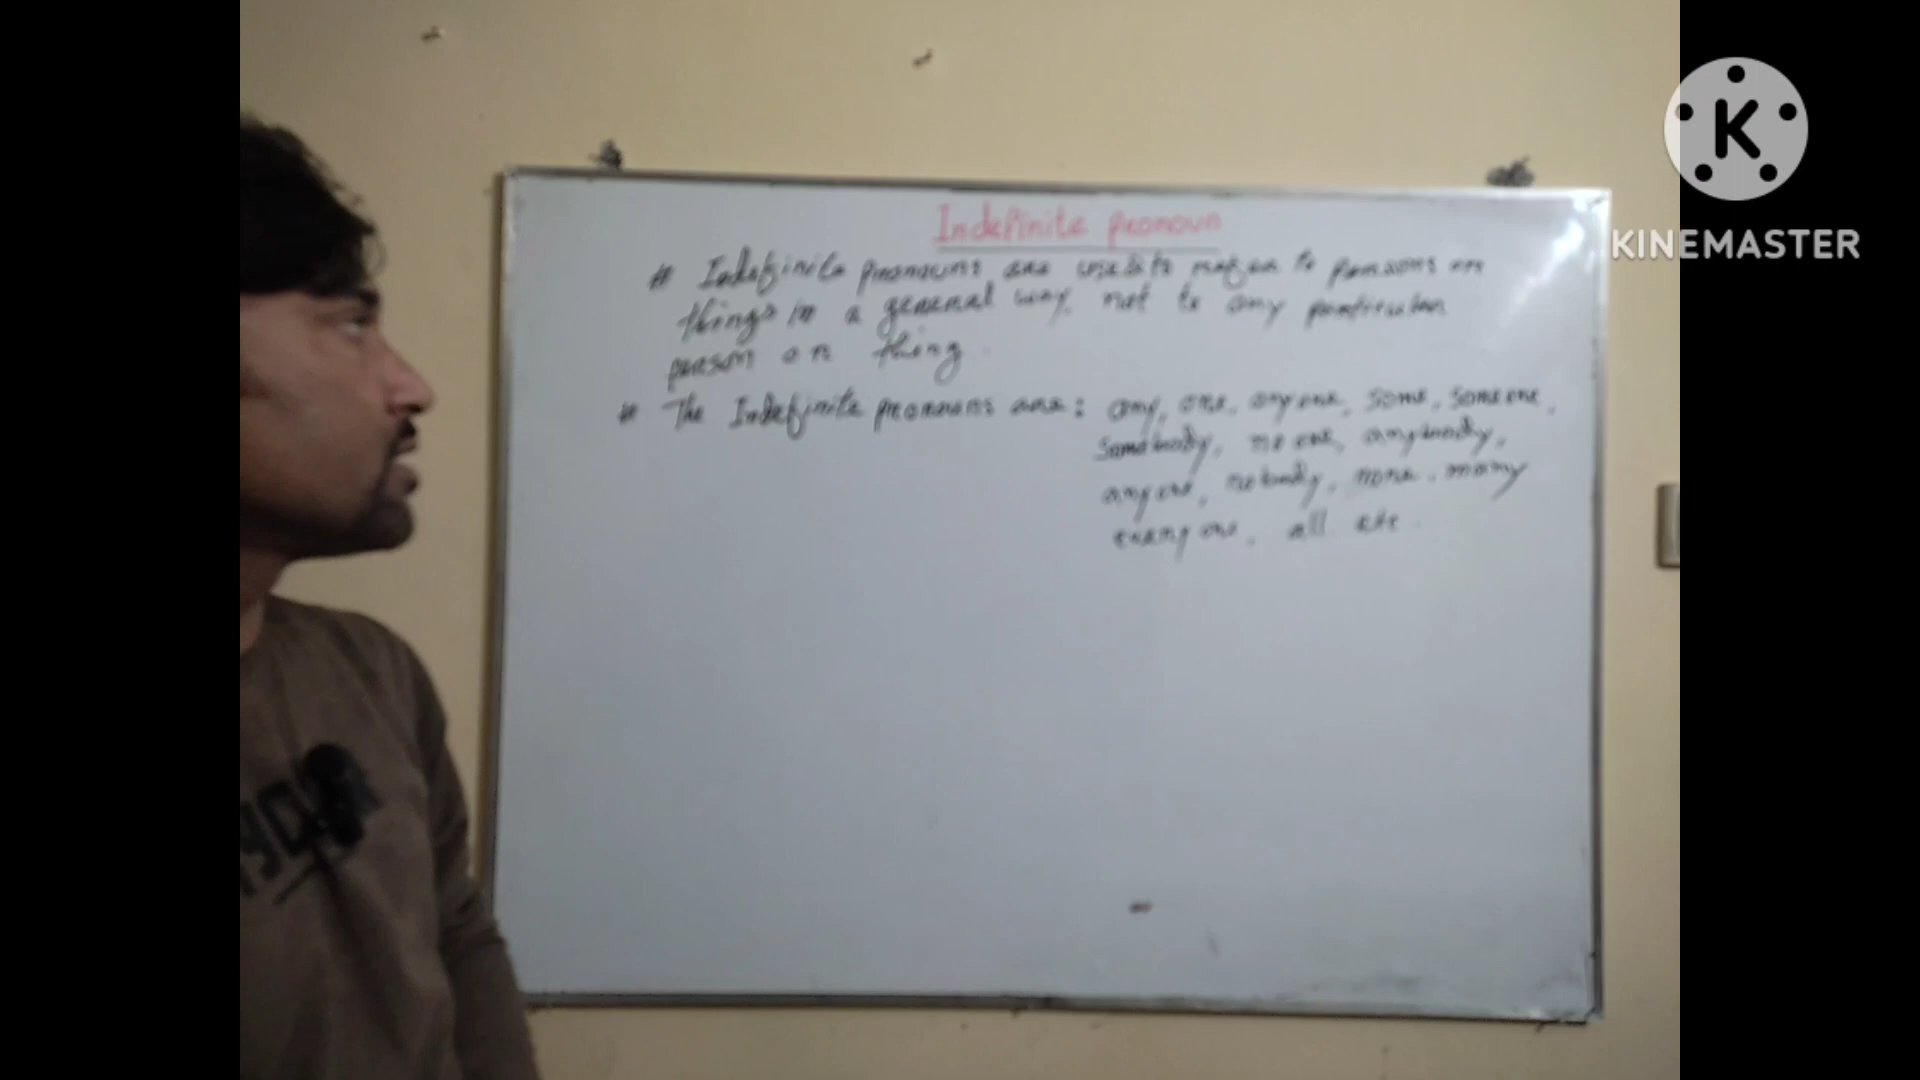 Indefinite pronoun
# Indefinite pronouns are used to refer to persons or
things in a general way, not to any particular
person or thing.
# The Indefinite pronouns are: any, one, anyone, some, someone,
somebody, no one, anybody,
anyone, nobody, none, many
everyone, all etc
KINEMASTER